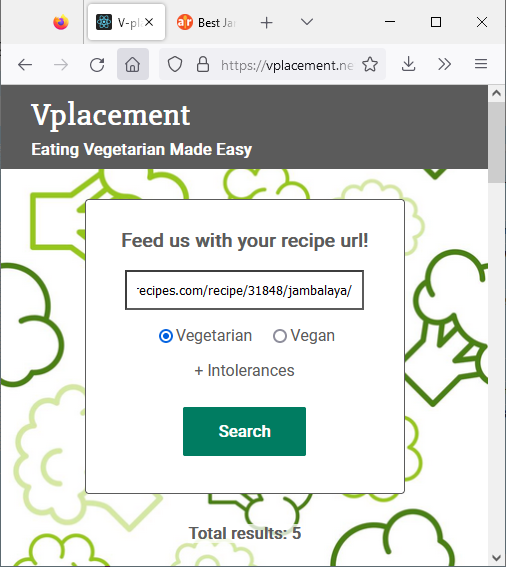 V-pl
Best Ja
https://vplacement.ne
Vplacement
Eating Vegetarian Made Easy
Feed us with your recipe url!
recipes.com/recipe/31848/jambalaya/
Vegetarian
Vegan
+ Intolerances
Search
Total results: 5